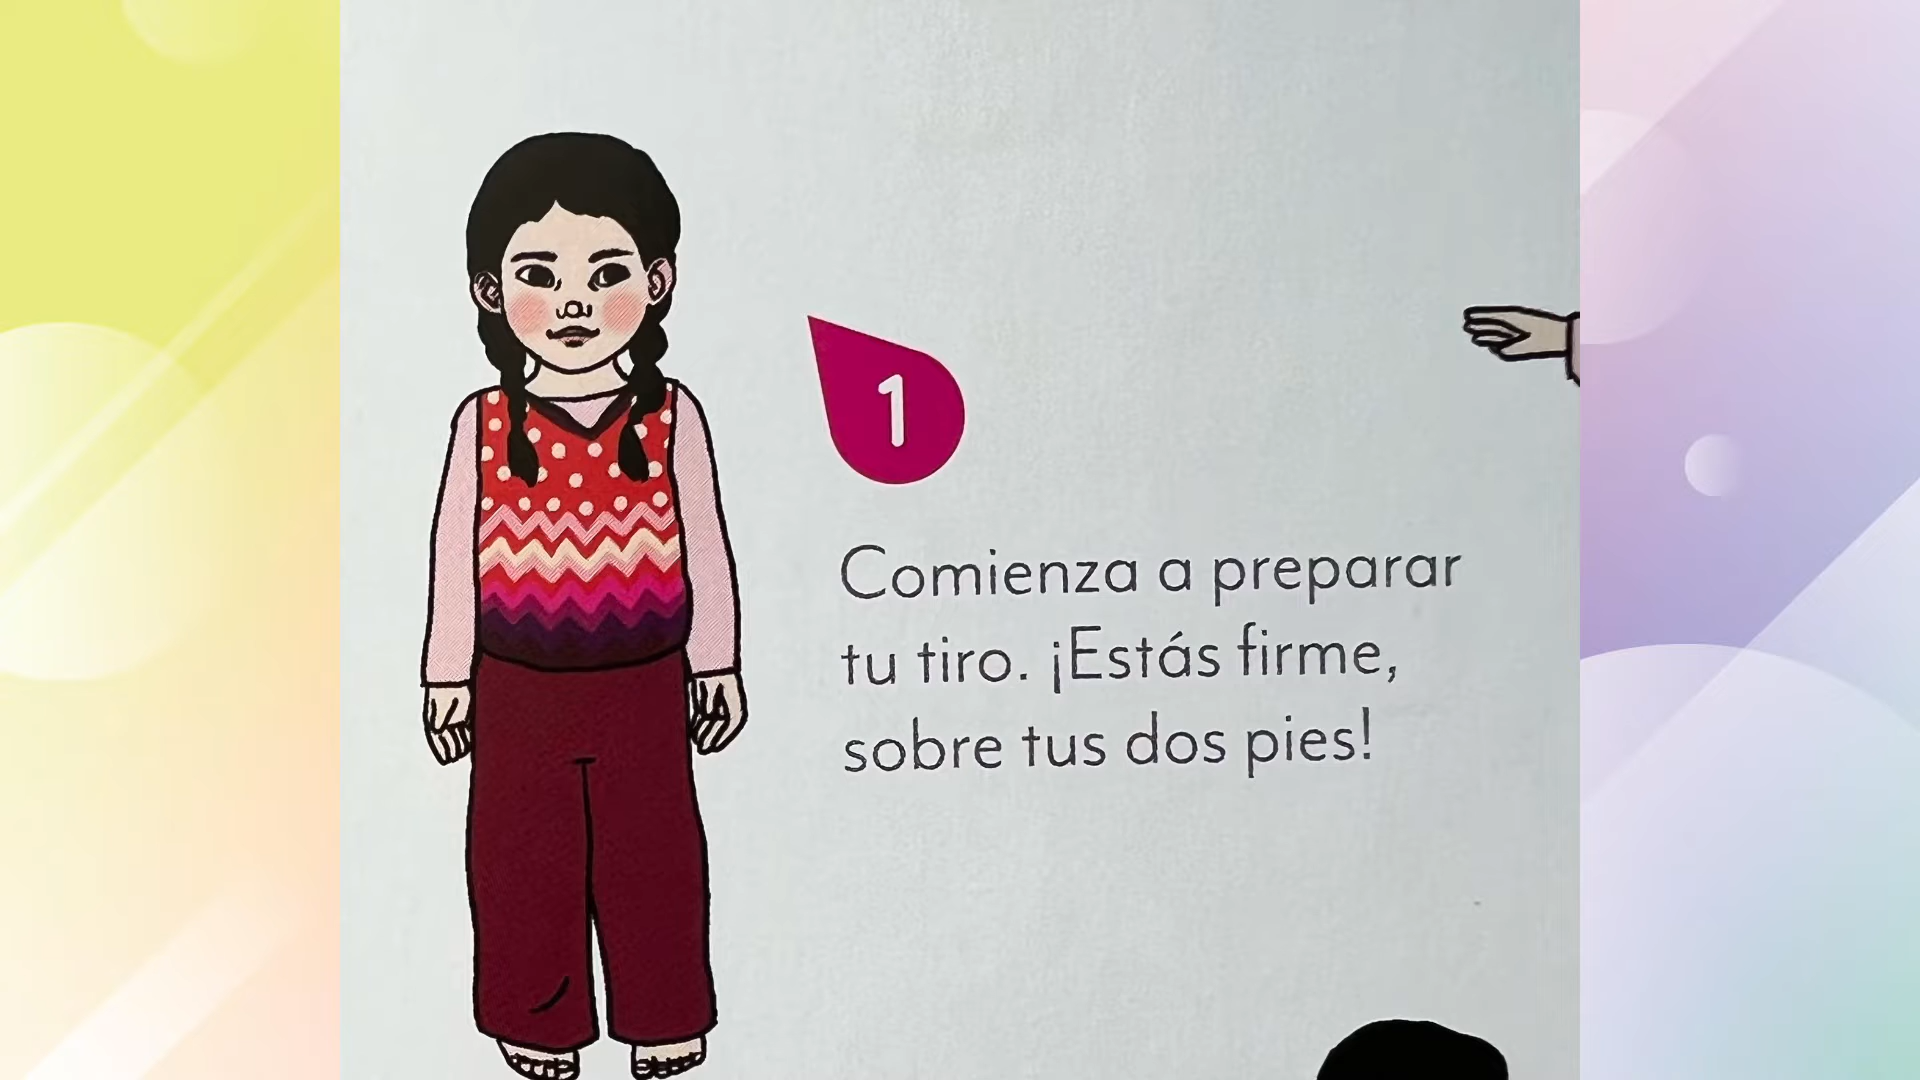 1
Comienza a preparar
tu tiro. ¡Estás firme,
sobre tus dos pies!